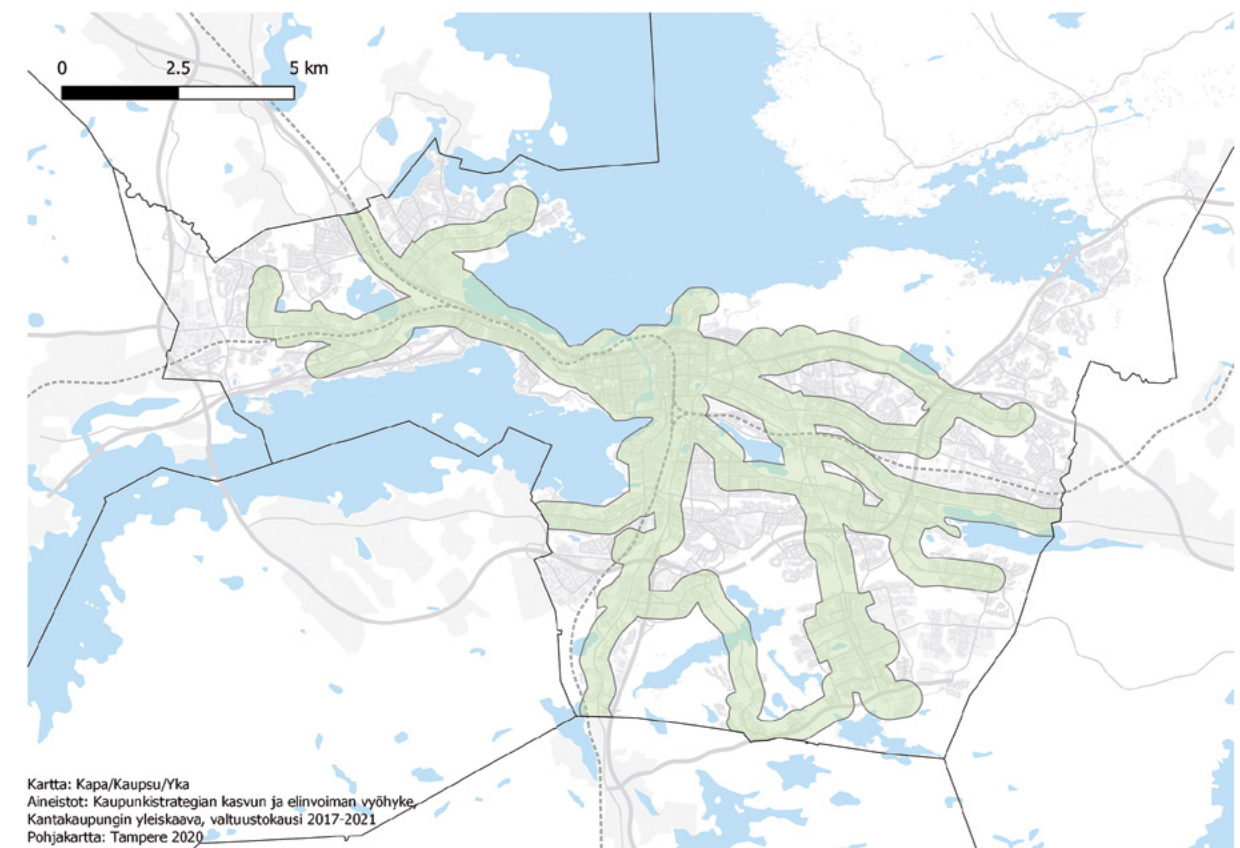 0 2.5 5 km
Kartta: Kapa/Kaupsu/Yka
Aineistot: Kaupunkistrategian kasvun ja elinvoiman vyöhyke,
Kantakaupungin yleiskaava, valtuustokausi 2017-2021
Pohjakartta: Tampere 2020